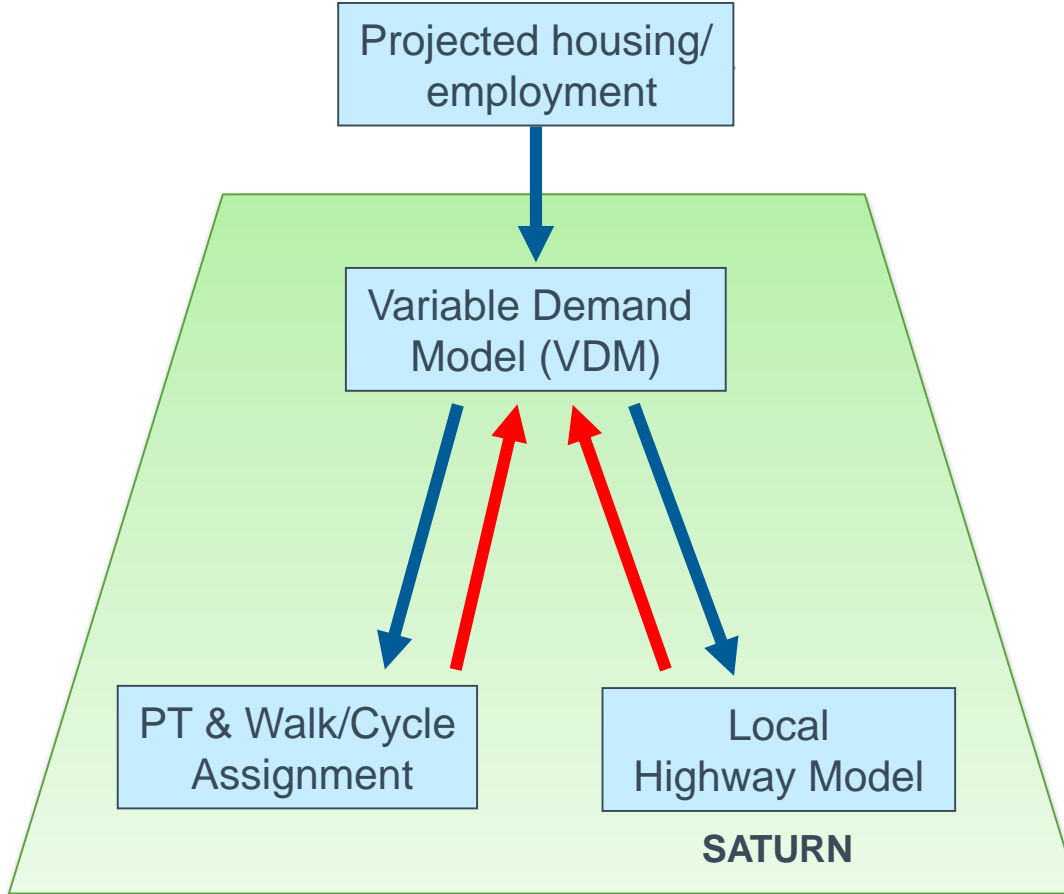 Projected housing/
employment
Variable Demand
Model (VDM)
PT & Walk/Cycle
Assignment
Local
Highway Model
SATURN